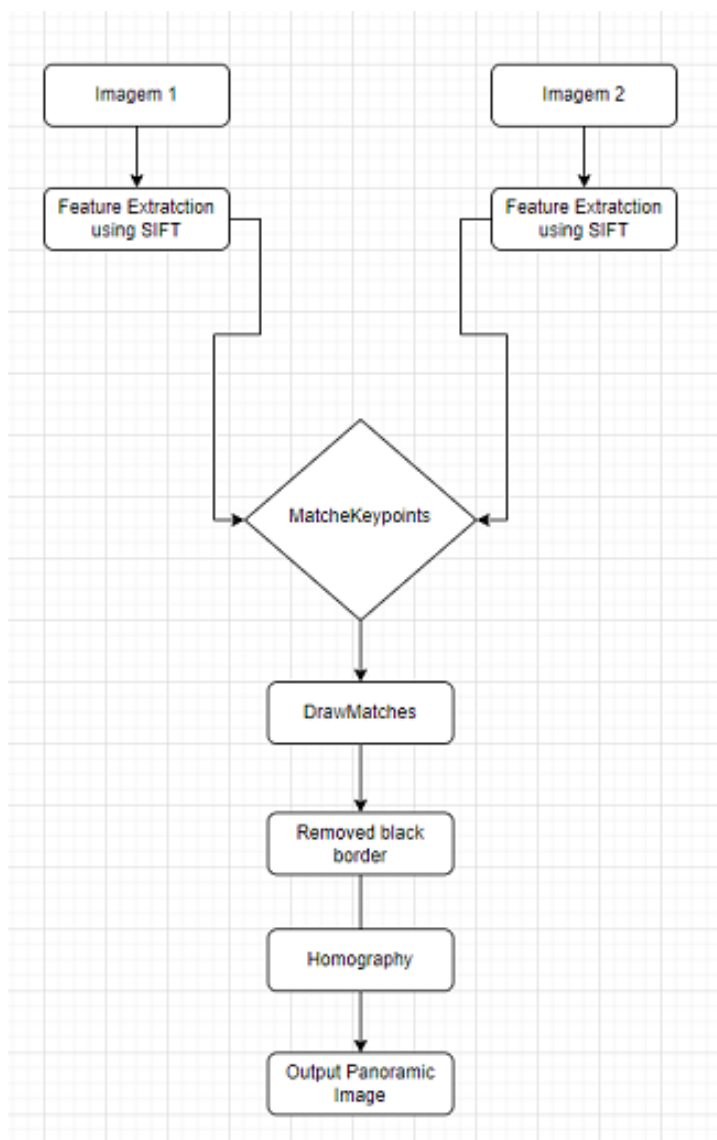 Imagem 1
Imagem 2
Feature Extratction
using SIFT
Feature Extratction
using SIFT
MatcheKeypoints
DrawMatches
Removed black
border
Homography
Output Panoramic
Image